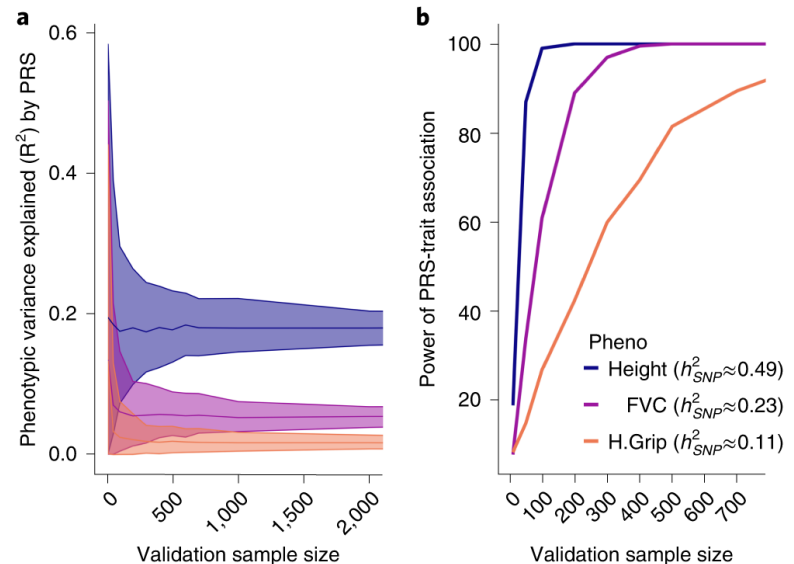 a
Phenotypic variance explained (R²) by PRS
0.6
0.4
0.2
0.0
0
500
1,000
1,500
2,000
Validation sample size
b
Power of PRS-trait association
100
80
60
40
20
0
100
200
300
400
500
600
700
Validation sample size
Pheno
Height (h²SNP≈0.49)
FVC (h²SNP≈0.23)
H.Grip (h²SNP≈0.11)